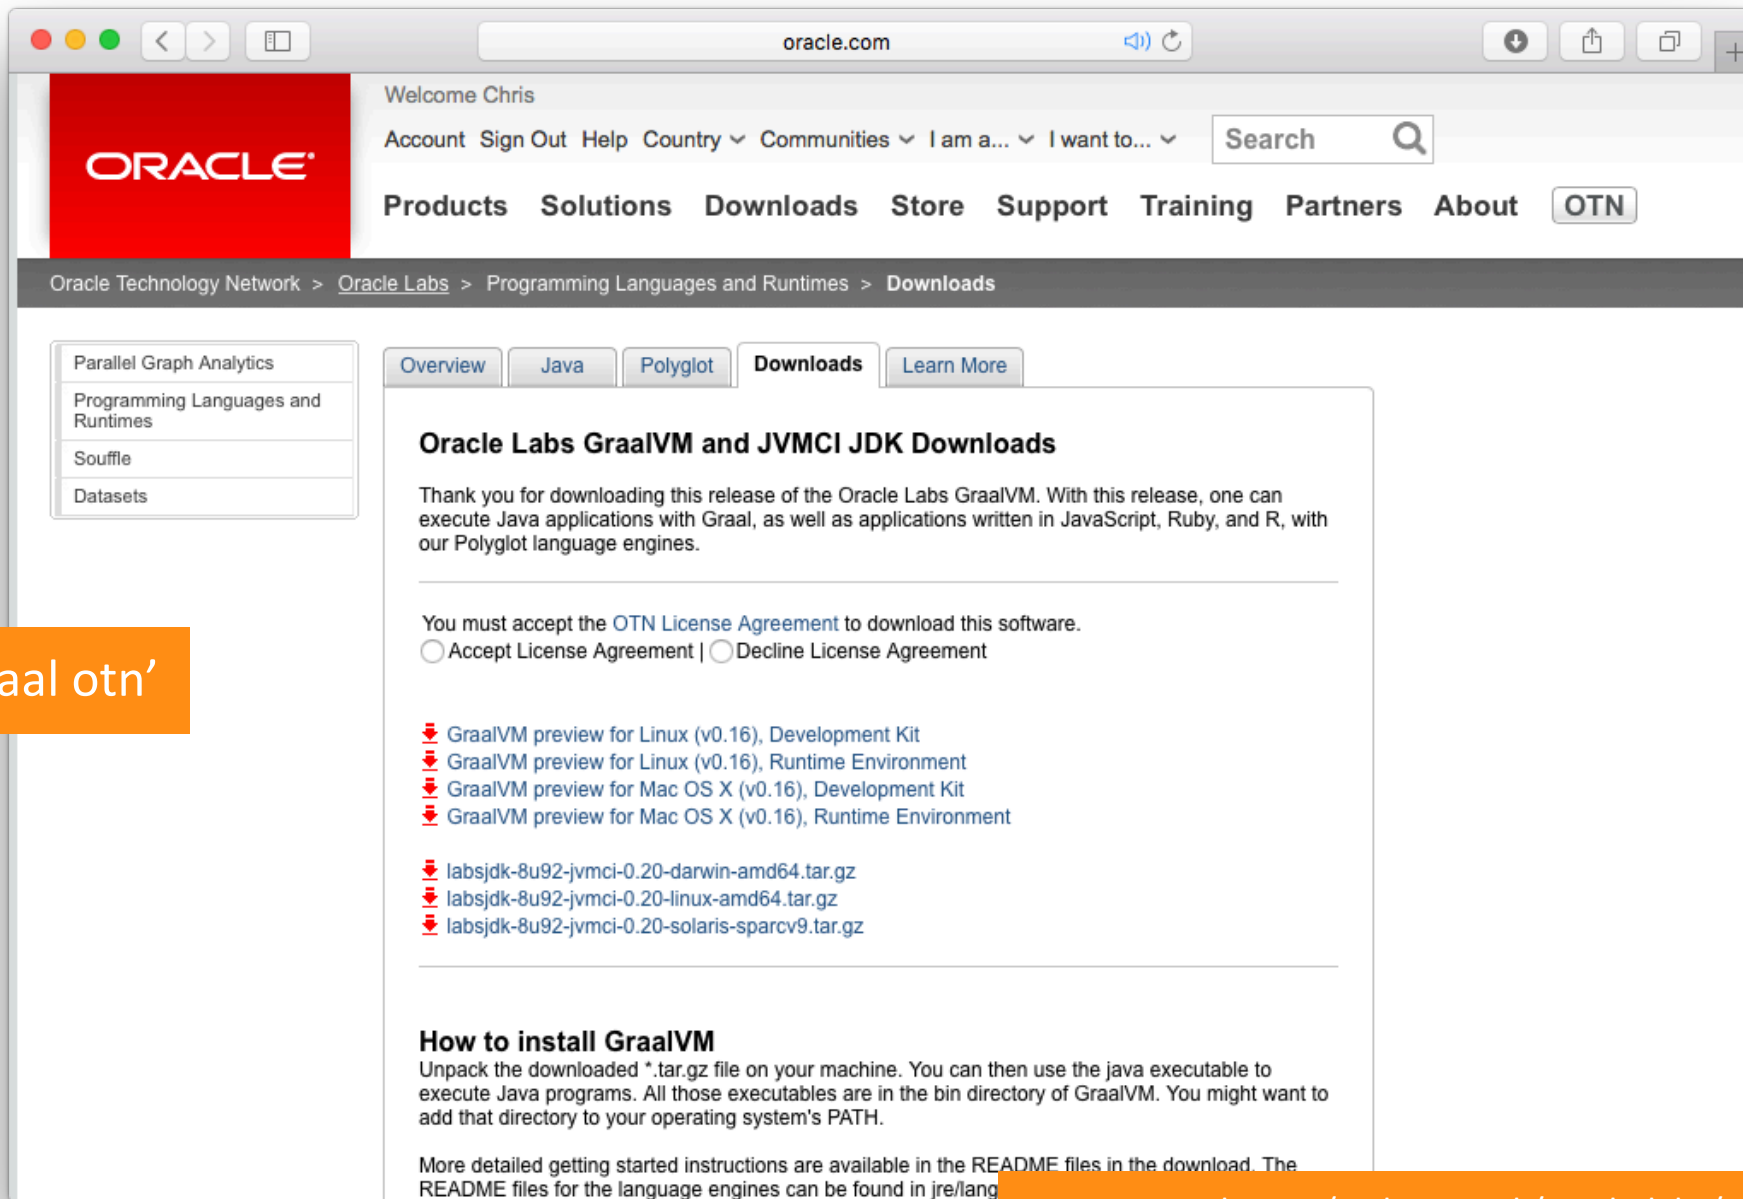 oracle.com
ORACLE
Welcome Chris
Account Sign Out Help Country Communities I am a... I want to... Search
Products Solutions Downloads Store Support Training Partners About OTN
Oracle Technology Network > Oracle Labs > Programming Languages and Runtimes > Downloads
Parallel Graph Analytics
Programming Languages and
Runtimes
Souffle
Datasets
Overview Java Polyglot Downloads Learn More
Oracle Labs GraalVM and JVMCI JDK Downloads
Thank you for downloading this release of the Oracle Labs GraalVM. With this release, one can
execute Java applications with Graal, as well as applications written in JavaScript, Ruby, and R, with
our Polyglot language engines.
You must accept the OTN License Agreement to download this software.
Accept License Agreement | Decline License Agreement
aal otn’
GraalVM preview for Linux (v0.16), Development Kit
GraalVM preview for Linux (v0.16), Runtime Environment
GraalVM preview for Mac OS X (v0.16), Development Kit
GraalVM preview for Mac OS X (v0.16), Runtime Environment
labsjdk-8u92-jvmci-0.20-darwin-amd64.tar.gz
labsjdk-8u92-jvmci-0.20-linux-amd64.tar.gz
labsjdk-8u92-jvmci-0.20-solaris-sparcv9.tar.gz
How to install GraalVM
Unpack the downloaded *.tar.gz file on your machine. You can then use the java executable to
execute Java programs. All those executables are in the bin directory of GraalVM. You might want to
add that directory to your operating system's PATH.
More detailed getting started instructions are available in the README files in the download. The
README files for the language engines can be found in jre/lang